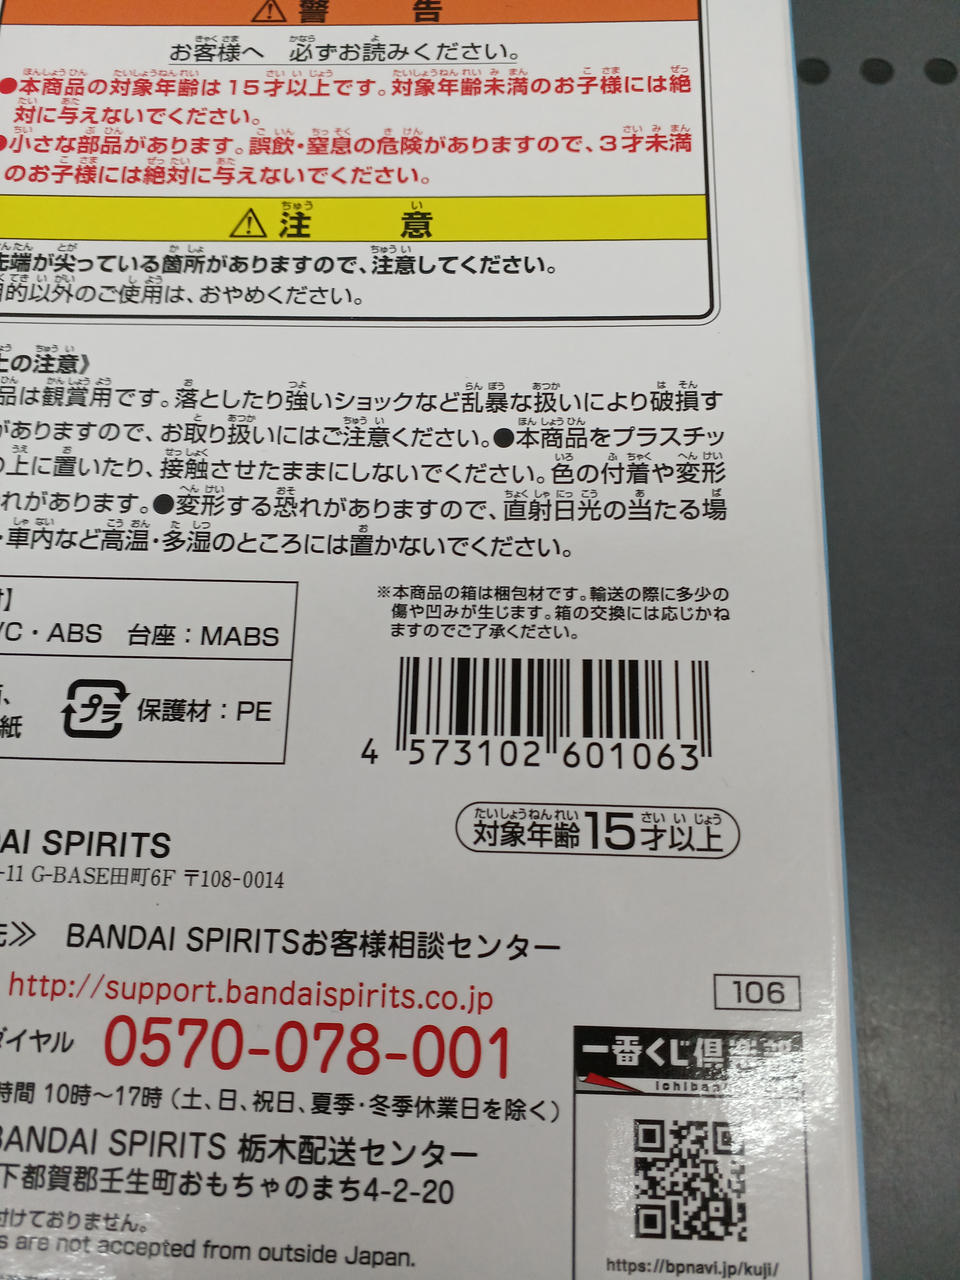 警告
お客様へ 必ずお読みください。
●本商品の対象年齢は15才以上です。対象年齢未満のお子様には絶
対に与えないでください。
●小さな部品があります。誤飲・窒息の危険がありますので、3才未満
のお子様には絶対に与えないでください。
注意
先端が尖っている箇所がありますので、注意してください。
目的以外のご使用は、おやめください。
上の注意》
品は観賞用です。落としたり強いショックなど乱暴な扱いにより破損す
がありますので、お取り扱いにはご注意ください。●本商品をプラスチッ
の上に置いたり、接触させたままにしないでください。色の付着や変形
れがあります。●変形する恐れがありますので、直射日光の当たる場
・車内など高温・多湿のところには置かないでください。
※本商品の箱は梱包材です。輸送の際に多少の
傷や凹みが生じます。箱の交換には応じかね
ますのでご了承ください。
VC・ABS 台座：MABS
紙
プラ 保護材：PE
4 573102 601063
対象年齢15才以上
DAI SPIRITS
-11 G-BASE田町6F 〒108-0014
先≫ BANDAI SPIRITSお客様相談センター
http://support.bandaispirits.co.jp
106
ダイヤル 0570-078-001
時間 10時〜17時（土、日、祝日、夏季・冬季休業日を除く）
BANDAI SPIRITS 栃木配送センター
下都賀郡壬生町おもちゃのまち4-2-20
付けておりません。
s are not accepted from outside Japan.
一番くじ倶楽部
https://bpnavi.jp/kuji/